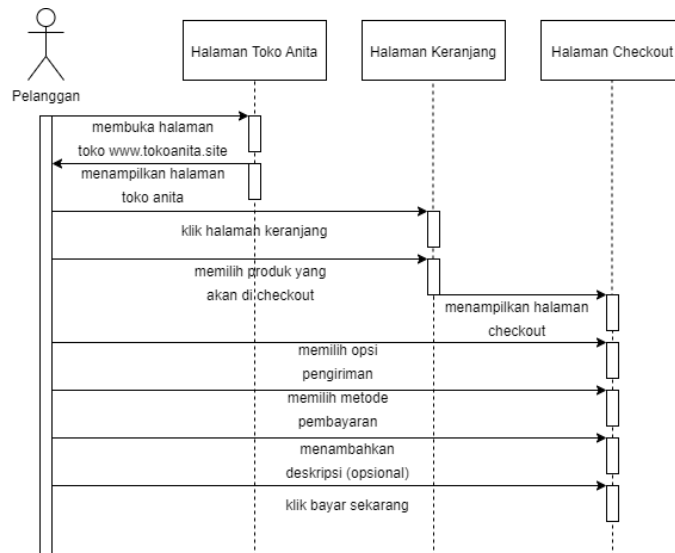 Halaman Toko Anita
Halaman Keranjang
Halaman Checkout
Pelanggan
membuka halaman
toko www.tokoanita.site
menampilkan halaman
toko anita
klik halamah keranjang
memilih produk yang
akan di checkout
menampilkan halaman
checkout
memilih opsi
pengiriman
memilih metode
pembayaran
menambahkan
deskripsi (opsional)
klik bayar sekarang